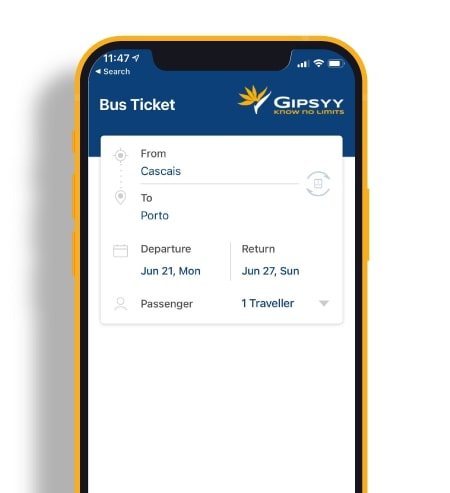 11:47
Search
Bus Ticket
GIPSYY
KNOW NO LIMITS
From
Cascais
To
Porto
Departure
Return
Jun 21, Mon
Jun 27, Sun
Passenger
1 Traveller